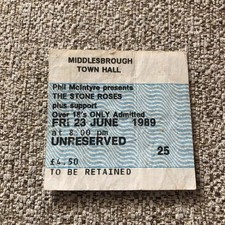 MIDDLESBROUGH
TOWN HALL
Phil McIntyre presents
THE STONE ROSES
plus support
Over 18's ONLY Admitted
FRI 23 JUNE 1989
at 8.00 pm
UNRESERVED
25
£4.50
TO BE RETAINED